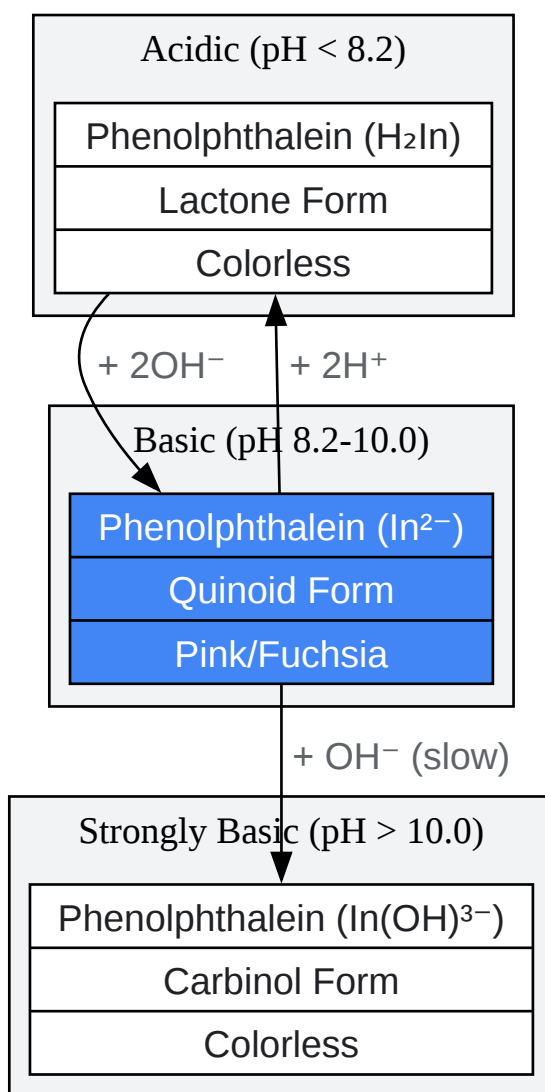 Acidic (pH < 8.2)
Phenolphthalein (H₂In)
Lactone Form
Colorless
+ 2OH⁻
+ 2H⁺
Basic (pH 8.2-10.0)
Phenolphthalein (In²⁻)
Quinoid Form
Pink/Fuchsia
+ OH⁻ (slow)
Strongly Basic (pH > 10.0)
Phenolphthalein (In(OH)³⁻)
Carbinol Form
Colorless